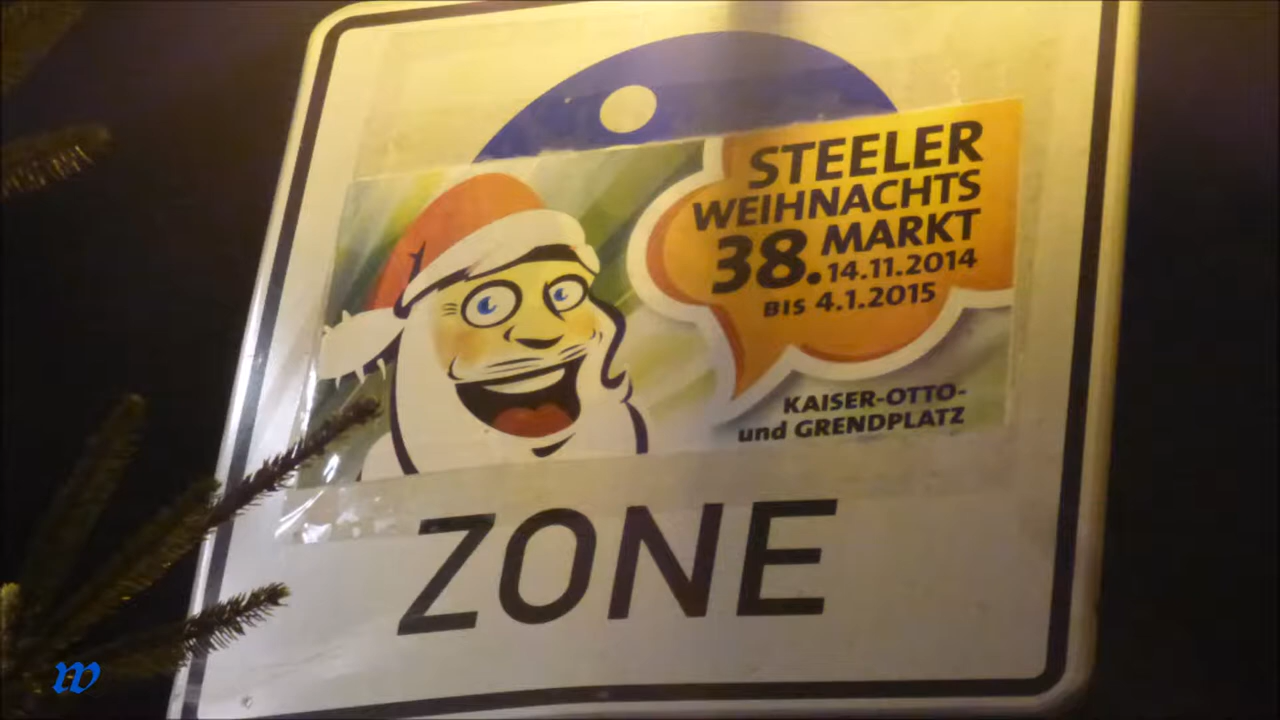 STEELER
WEIHNACHTS
38. MARKT
14.11.2014
BIS 4.1.2015
KAISER-OTTO-
und GRENDPLATZ
ZONE
w